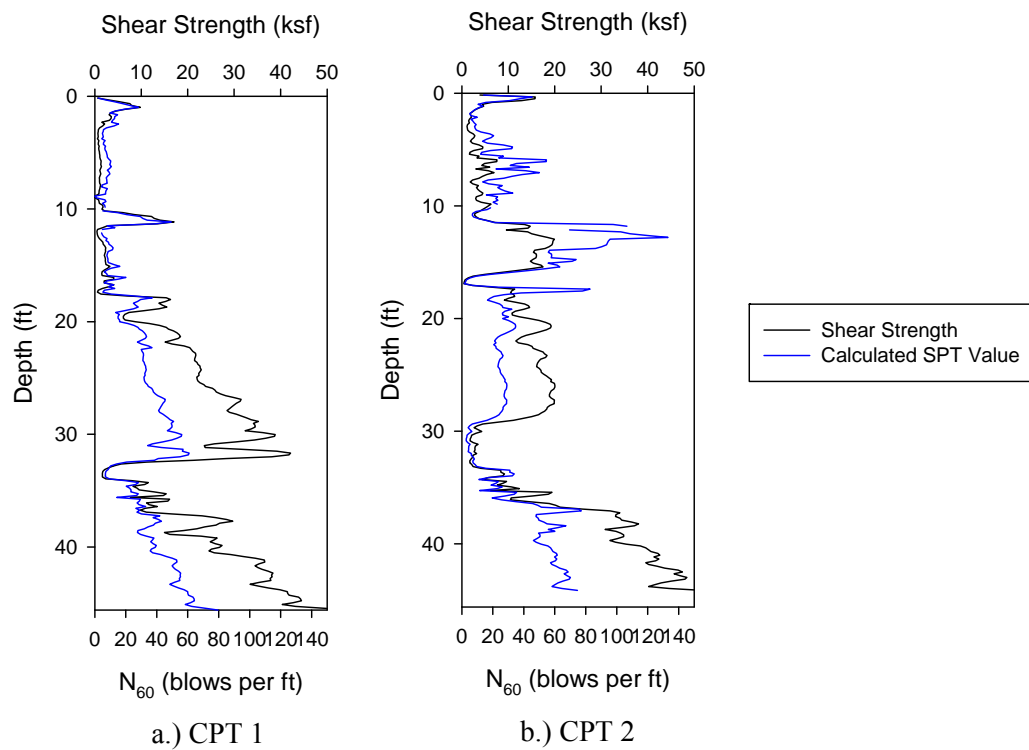 Shear Strength (ksf)
0 10 20 30 40 50
0
10
20
30
40
Depth (ft)
0 20 40 60 80 100 120 140
N60 (blows per ft)
a.) CPT 1
Shear Strength (ksf)
0 10 20 30 40 50
0
10
20
30
40
Depth (ft)
0 20 40 60 80 100 120 140
N60 (blows per ft)
b.) CPT 2
Shear Strength
Calculated SPT Value